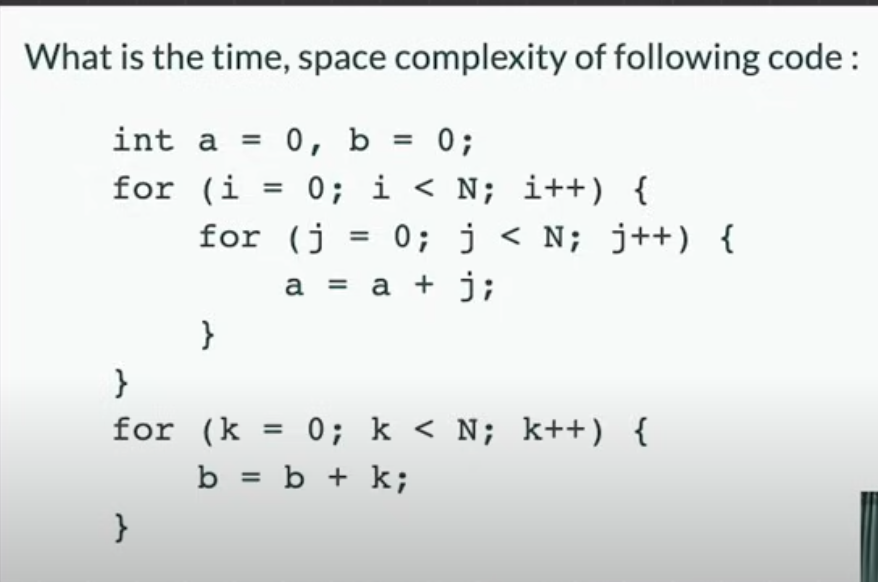 What is the time, space complexity of following code :
int a = 0, b = 0;
for (i = 0; i < N; i++) {
for (j = 0; j < N; j++) {
a = a + j;
}
}
for (k = 0; k < N; k++) {
b = b + k;
}